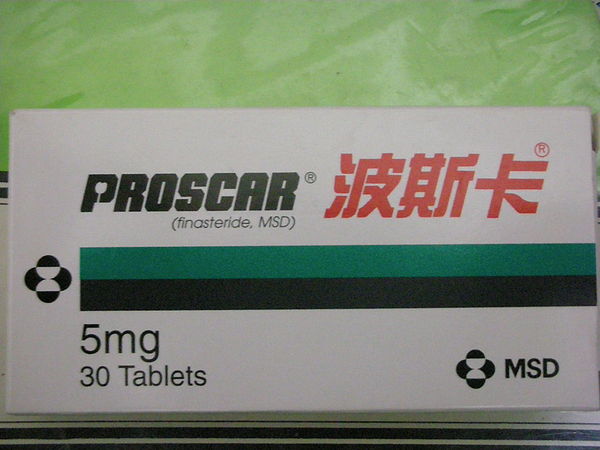 PROSCAR® 波斯卡®
(finasteride, MSD)
5mg
30 Tablets
MSD